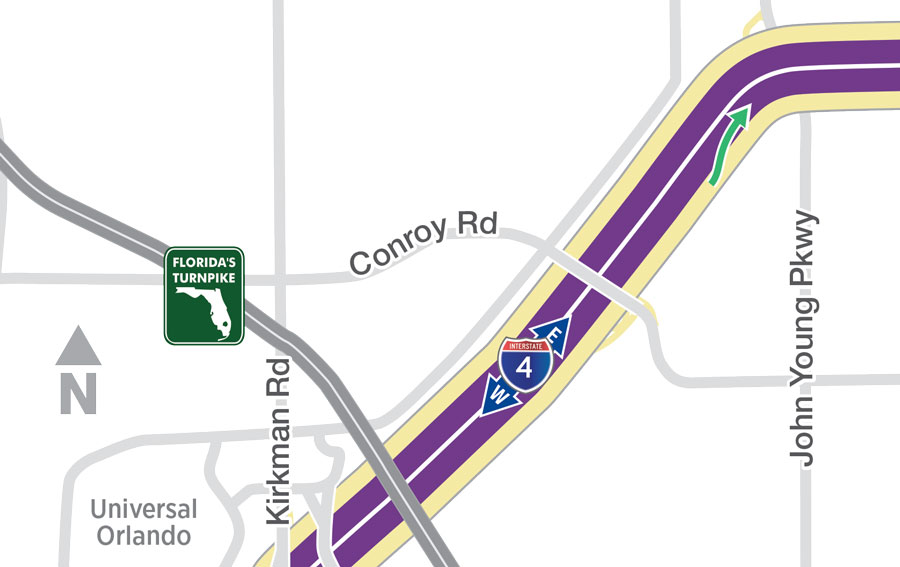 Conroy Rd
FLORIDA'S
TURNPIKE
John Young Pkwy
E
INTERSTATE
4
W
N
Kirkman Rd
Universal
Orlando